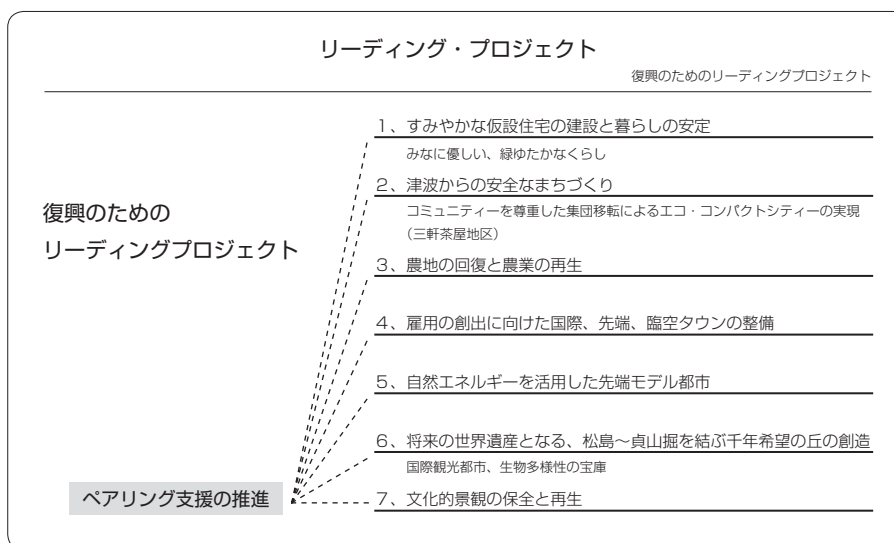 リーディング・プロジェクト
復興のためのリーディングプロジェクト
復興のための
リーディングプロジェクト
1、すみやかな仮設住宅の建設と暮らしの安定
みなに優しい、緑ゆたかなくらし
2、津波からの安全なまちづくり
コミュニティーを尊重した集団移転によるエコ・コンパクトシティーの実現
（三軒茶屋地区）
3、農地の回復と農業の再生
4、雇用の創出に向けた国際、先端、臨空タウンの整備
5、自然エネルギーを活用した先端モデル都市
6、将来の世界遺産となる、松島～貞山掘を結ぶ千年希望の丘の創造
国際観光都市、生物多様性の宝庫
7、文化的景観の保全と再生
ペアリング支援の推進